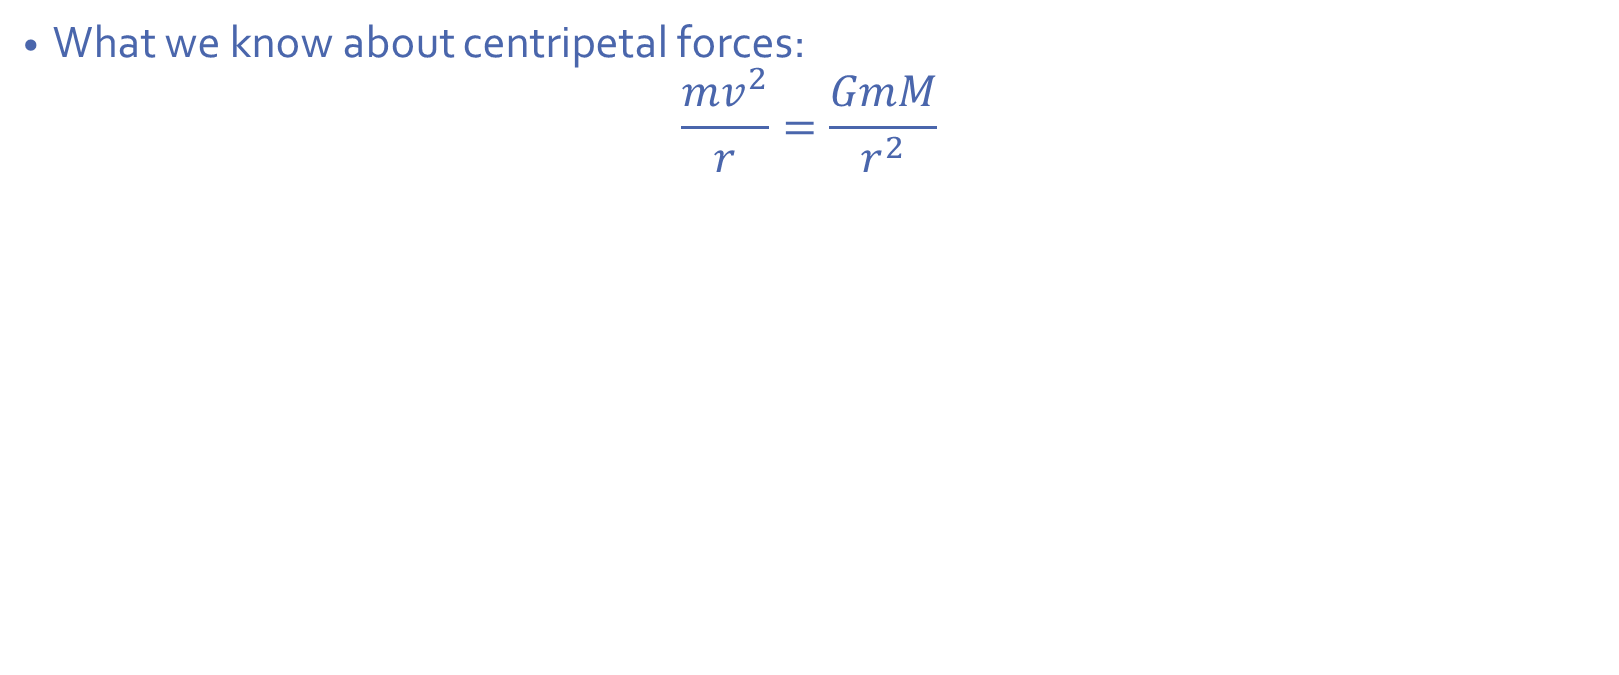 • What we know about centripetal forces:
mv²/r = GmM/r²